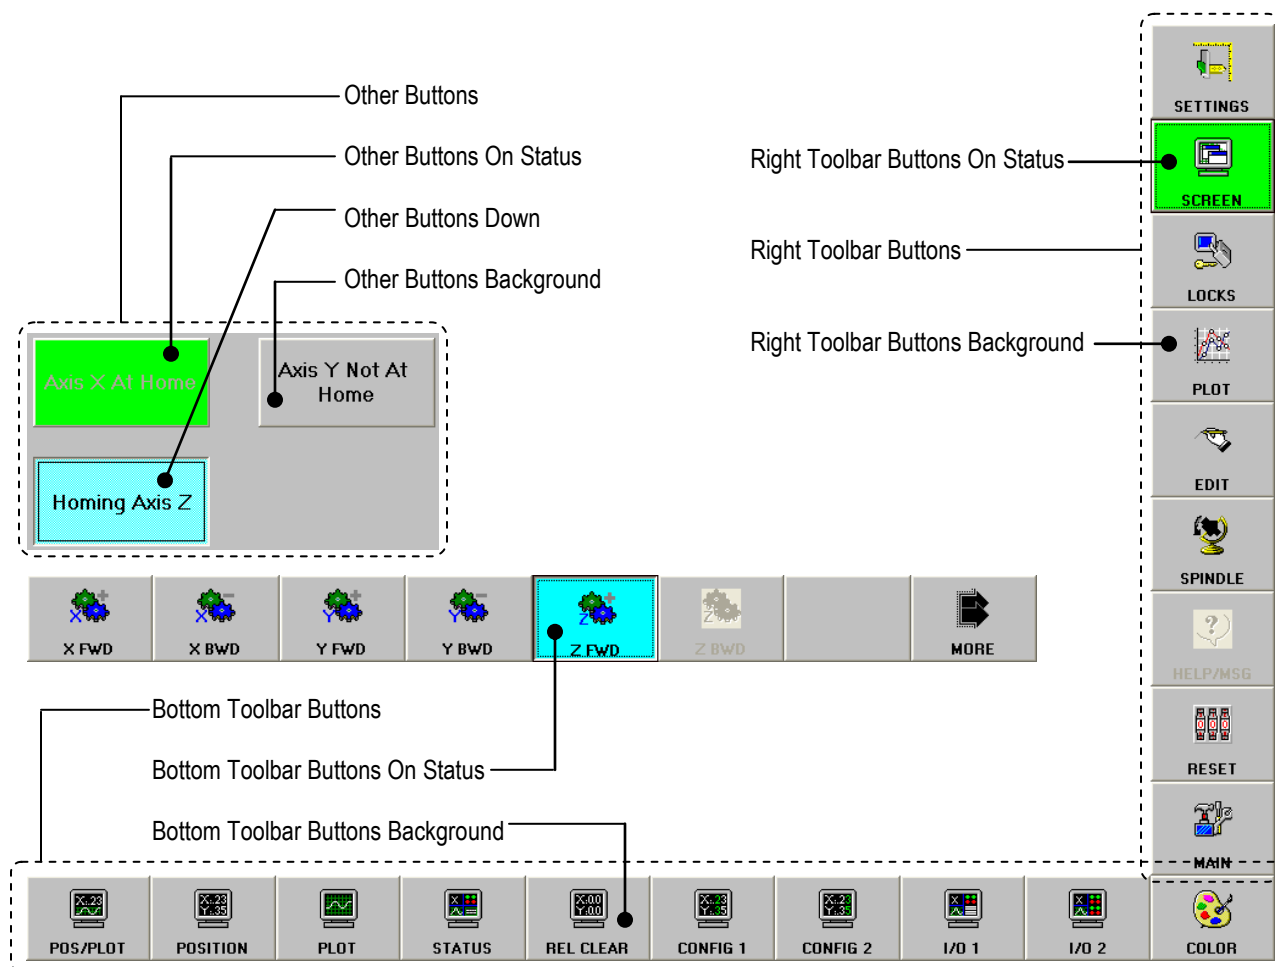 SETTINGS
Other Buttons
Other Buttons On Status
Right Toolbar Buttons On Status
SCREEN
Other Buttons Down
Right Toolbar Buttons
Other Buttons Background
LOCKS
Right Toolbar Buttons Background
Axis X At Home
Axis Y Not At
Home
PLOT
EDIT
Homing Axis Z
SPINDLE
X FWD
X BWD
Y FWD
Y BWD
Z FWD
Z BWD
MORE
HELP/MSG
Bottom Toolbar Buttons
RESET
Bottom Toolbar Buttons On Status
Bottom Toolbar Buttons Background
MAIN
POS/PLOT
POSITION
PLOT
STATUS
REL CLEAR
CONFIG 1
CONFIG 2
I/O 1
I/O 2
COLOR